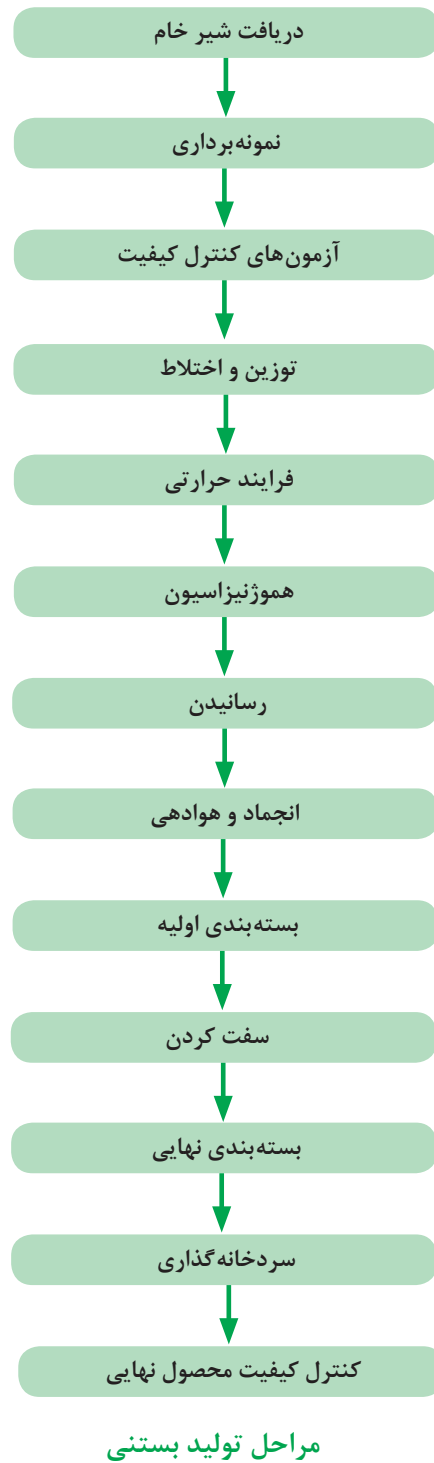 دریافت شیر خام
نمونه‌برداری
آزمون‌های کنترل کیفیت
توزین و اختلاط
فرایند حرارتی
هموژنیزاسیون
رسانیدن
انجماد و هوادهی
بسته‌بندی اولیه
سفت کردن
بسته‌بندی نهایی
سردخانه‌گذاری
کنترل کیفیت محصول نهایی
مراحل تولید بستنی